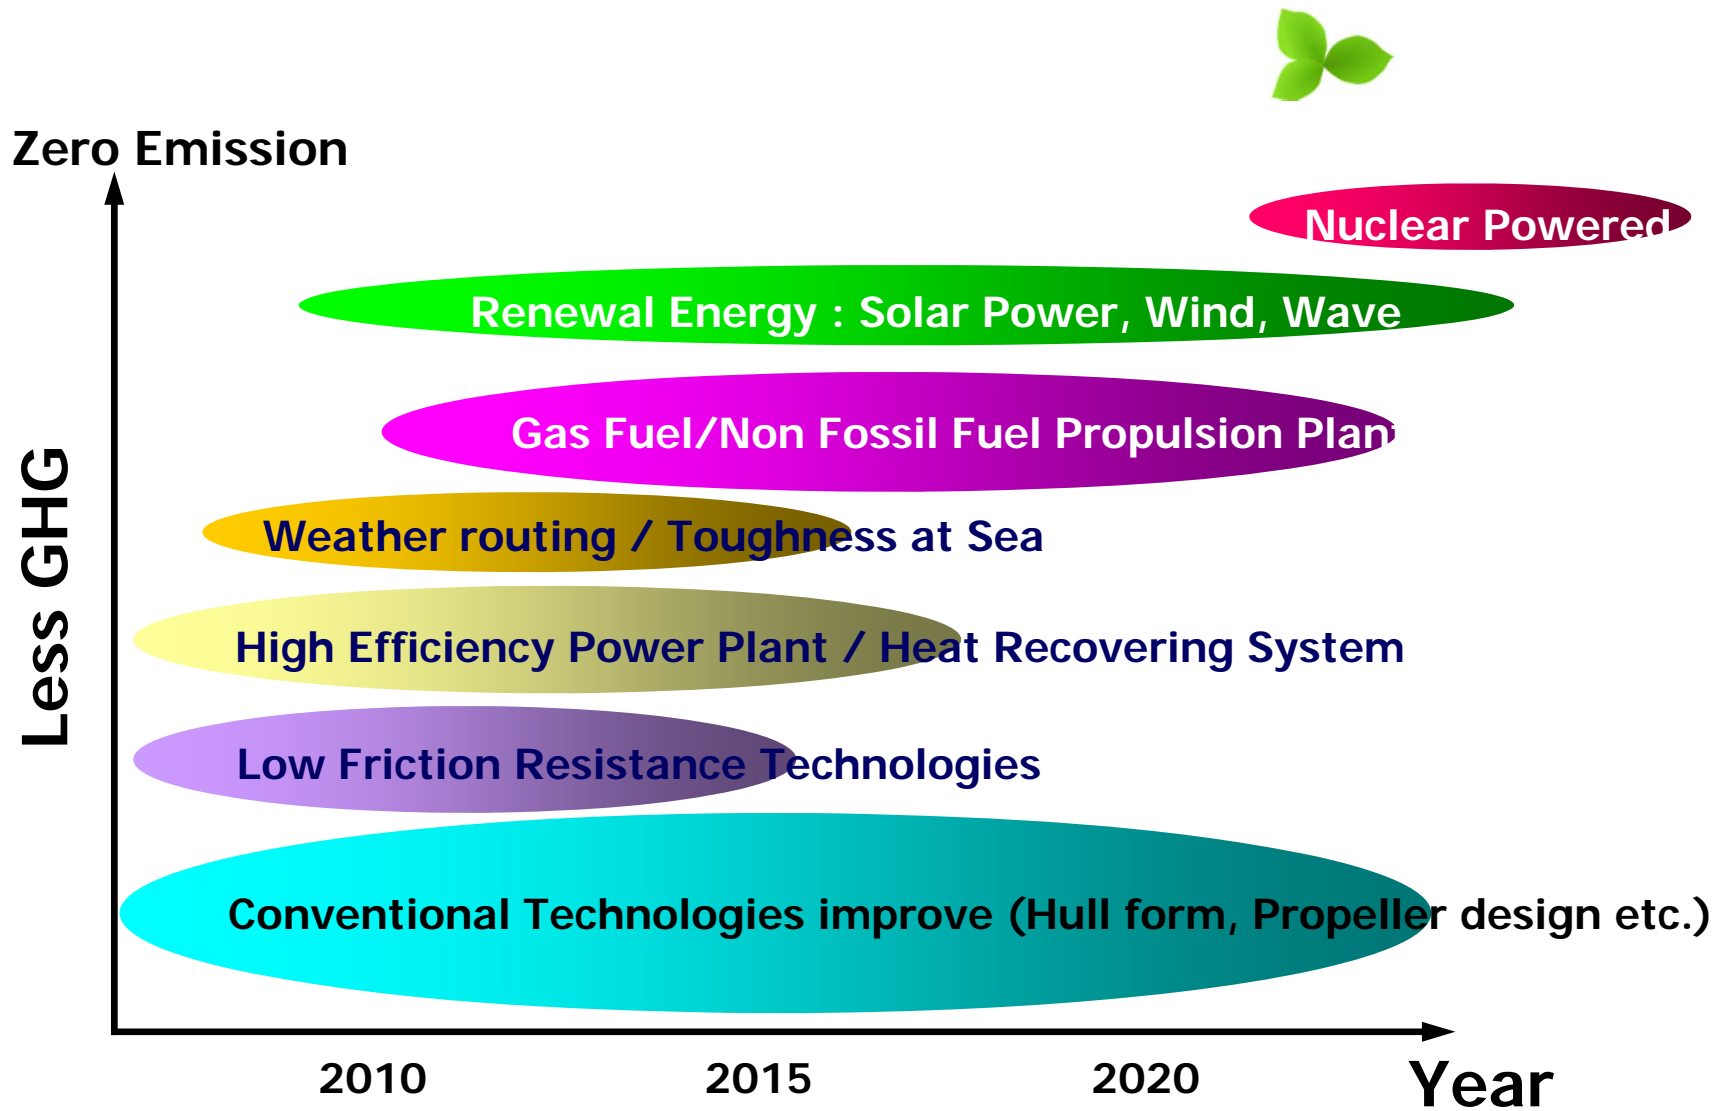 Zero Emission
Nuclear Powered
Renewal Energy : Solar Power, Wind, Wave
Gas Fuel/Non Fossil Fuel Propulsion Plant
Weather routing / Toughness at Sea
High Efficiency Power Plant / Heat Recovering System
Low Friction Resistance Technologies
Conventional Technologies improve (Hull form, Propeller design etc.)
Less GHG
2010 2015 2020 Year